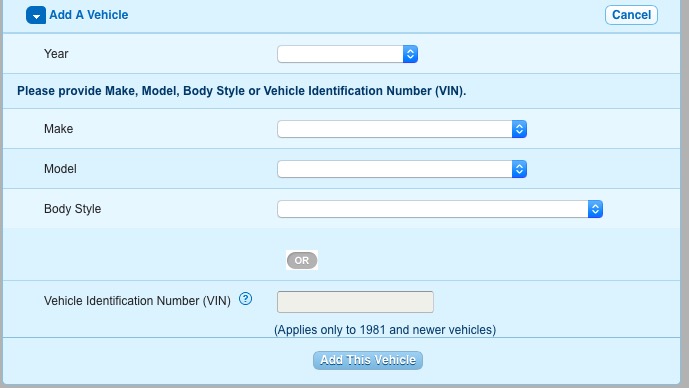 Add A Vehicle Cancel
Year
Please provide Make, Model, Body Style or Vehicle Identification Number (VIN).
Make
Model
Body Style
OR
Vehicle Identification Number (VIN) ?
(Applies only to 1981 and newer vehicles)
Add This Vehicle